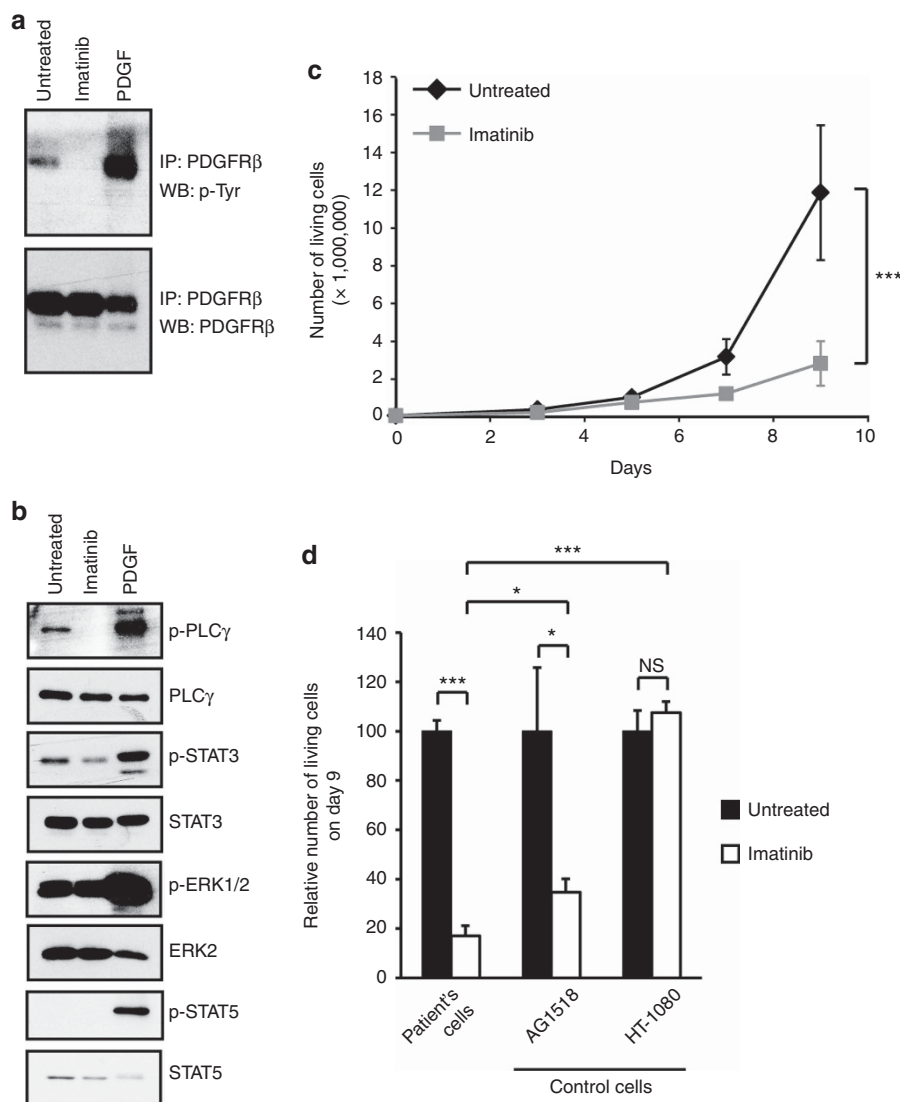 a
Untreated
Imatinib
PDGF
IP: PDGFRβ
WB: p-Tyr
IP: PDGFRβ
WB: PDGFRβ
c
18
16
14
12
10
8
6
4
2
0
Number of living cells
(× 1,000,000)
Untreated
Imatinib
***
0
2
4
6
8
10
Days
b
Untreated
Imatinib
PDGF
p-PLCγ
PLCγ
p-STAT3
STAT3
p-ERK1/2
ERK2
p-STAT5
STAT5
d
***
*
*
***
NS
140
120
100
80
60
40
20
0
Relative number of living cells
on day 9
Untreated
Imatinib
Patient's
cells
AG1518
HT-1080
Control cells